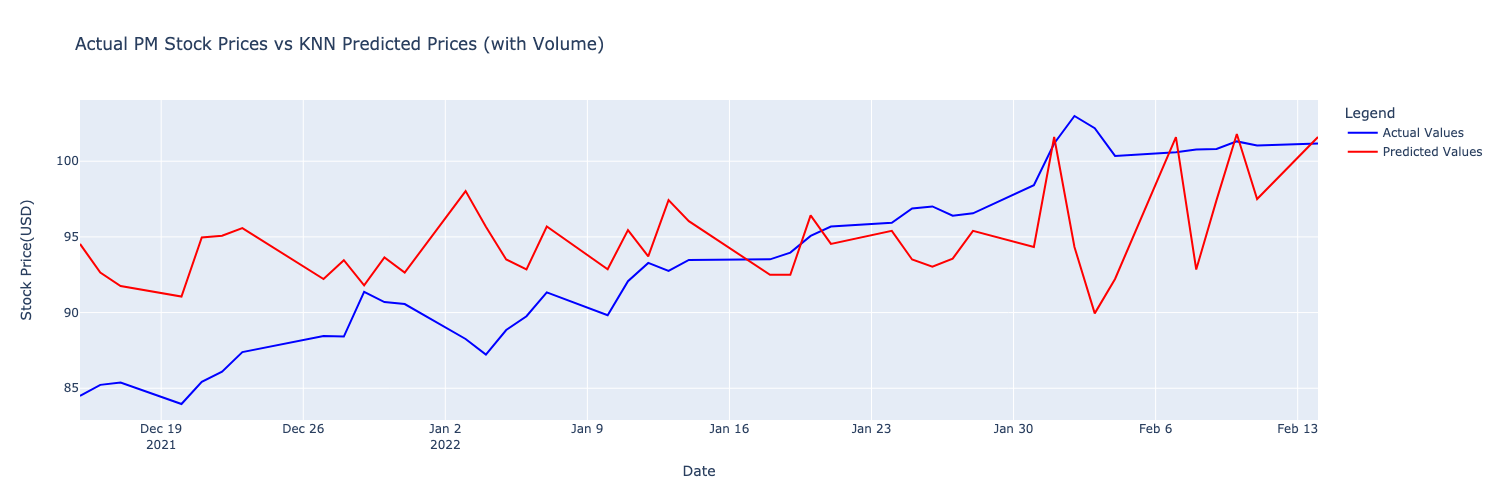 Actual PM Stock Prices vs KNN Predicted Prices (with Volume)
Legend
Actual Values
Predicted Values
Stock Price(USD)
100
95
90
85
Dec 19
2021
Dec 26
Jan 2
2022
Jan 9
Jan 16
Jan 23
Jan 30
Feb 6
Feb 13
Date